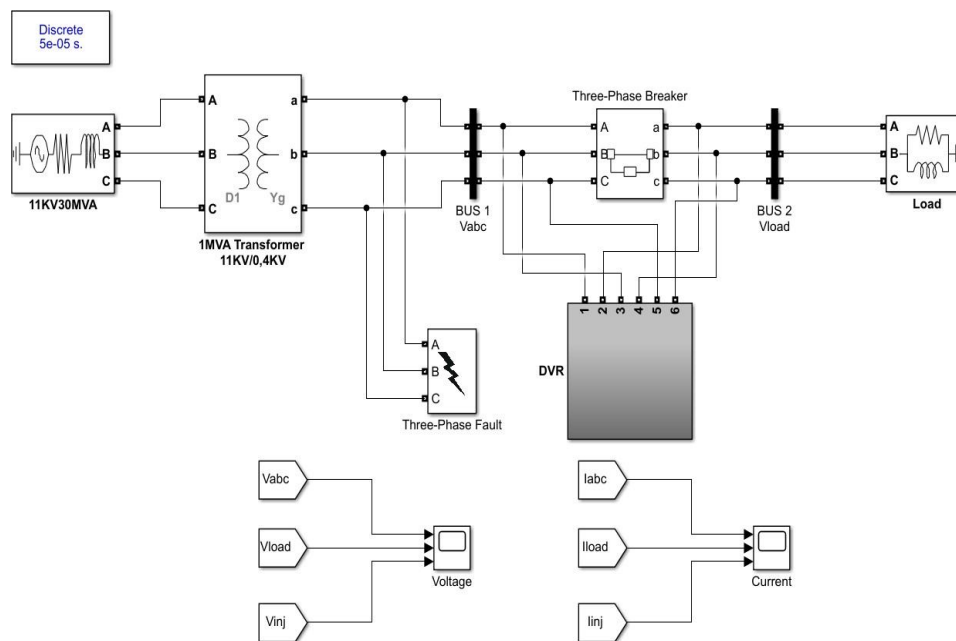 Discrete
5e-05 s.
A
B
C
11KV30MVA
A
B
C
D1
Yg
a
b
c
1MVA Transformer
11KV/0,4KV
BUS 1
Vabc
Three-Phase Breaker
A
B
C
a
b
c
BUS 2
Vload
A
B
C
Load
A
B
C
Three-Phase Fault
1
2
3
4
5
6
DVR
Vabc
Vload
Vinj
Voltage
Iabc
Iload
Iinj
Current